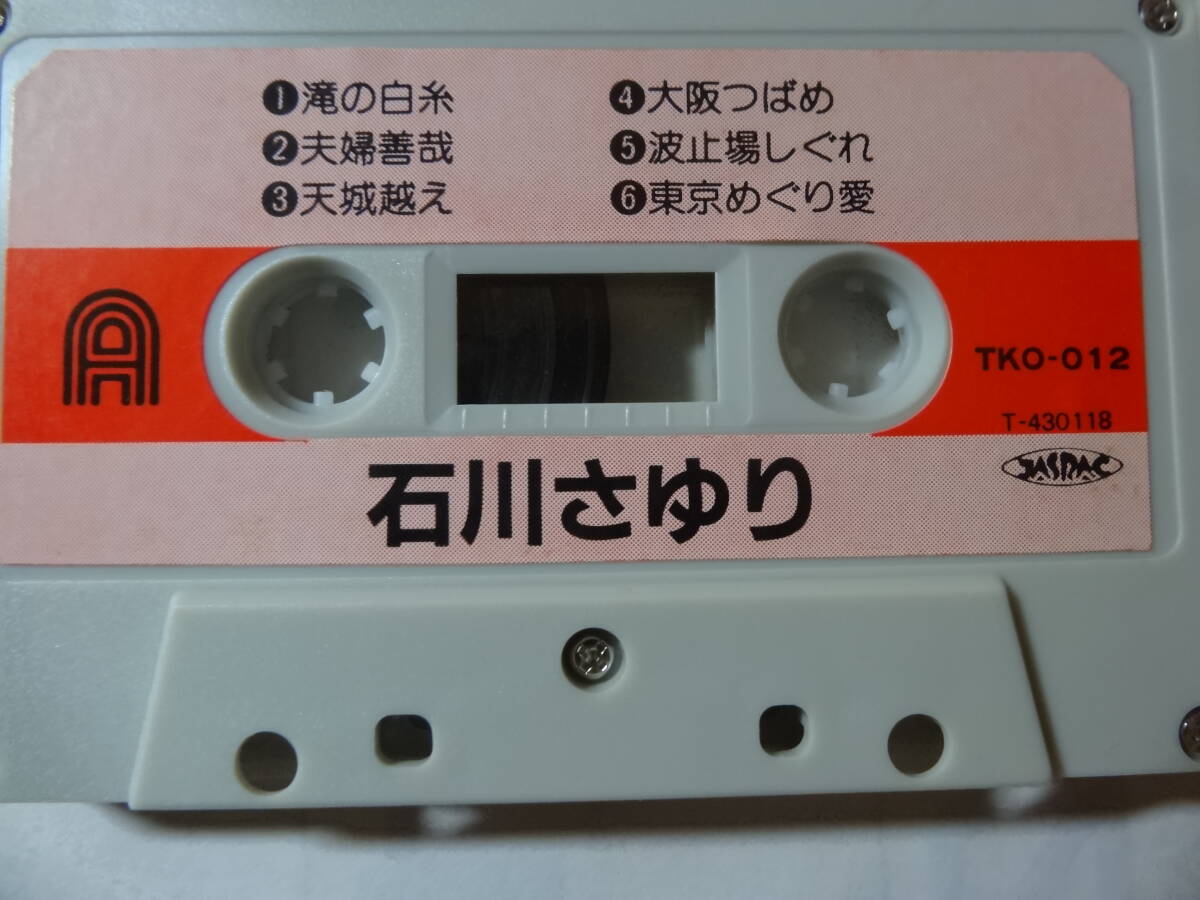 ❶滝の白糸
❷夫婦善哉
❸天城越え
❹大阪つばめ
❺波止場しぐれ
❻東京めぐり愛
A
TKO-012
T-430118
JASRAC
石川さゆり